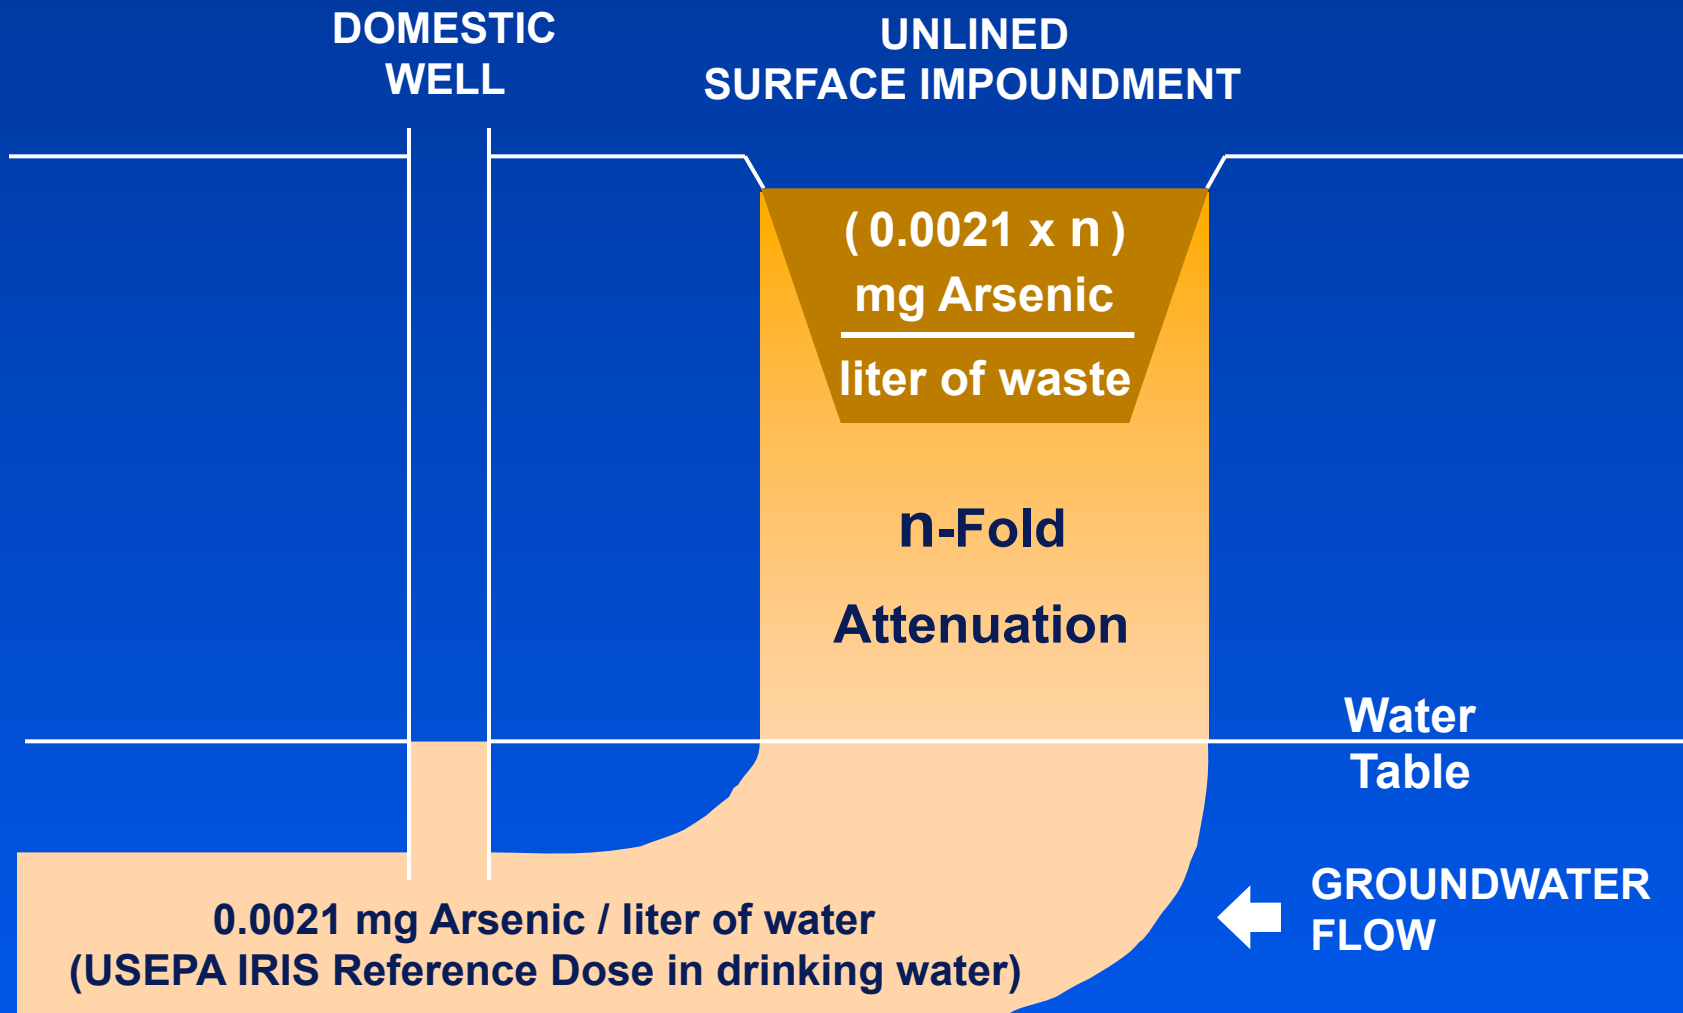 DOMESTIC
WELL
UNLINED
SURFACE IMPOUNDMENT
( 0.0021 x n )
mg Arsenic
liter of waste
n-Fold
Attenuation
Water
Table
GROUNDWATER
FLOW
0.0021 mg Arsenic / liter of water
(USEPA IRIS Reference Dose in drinking water)